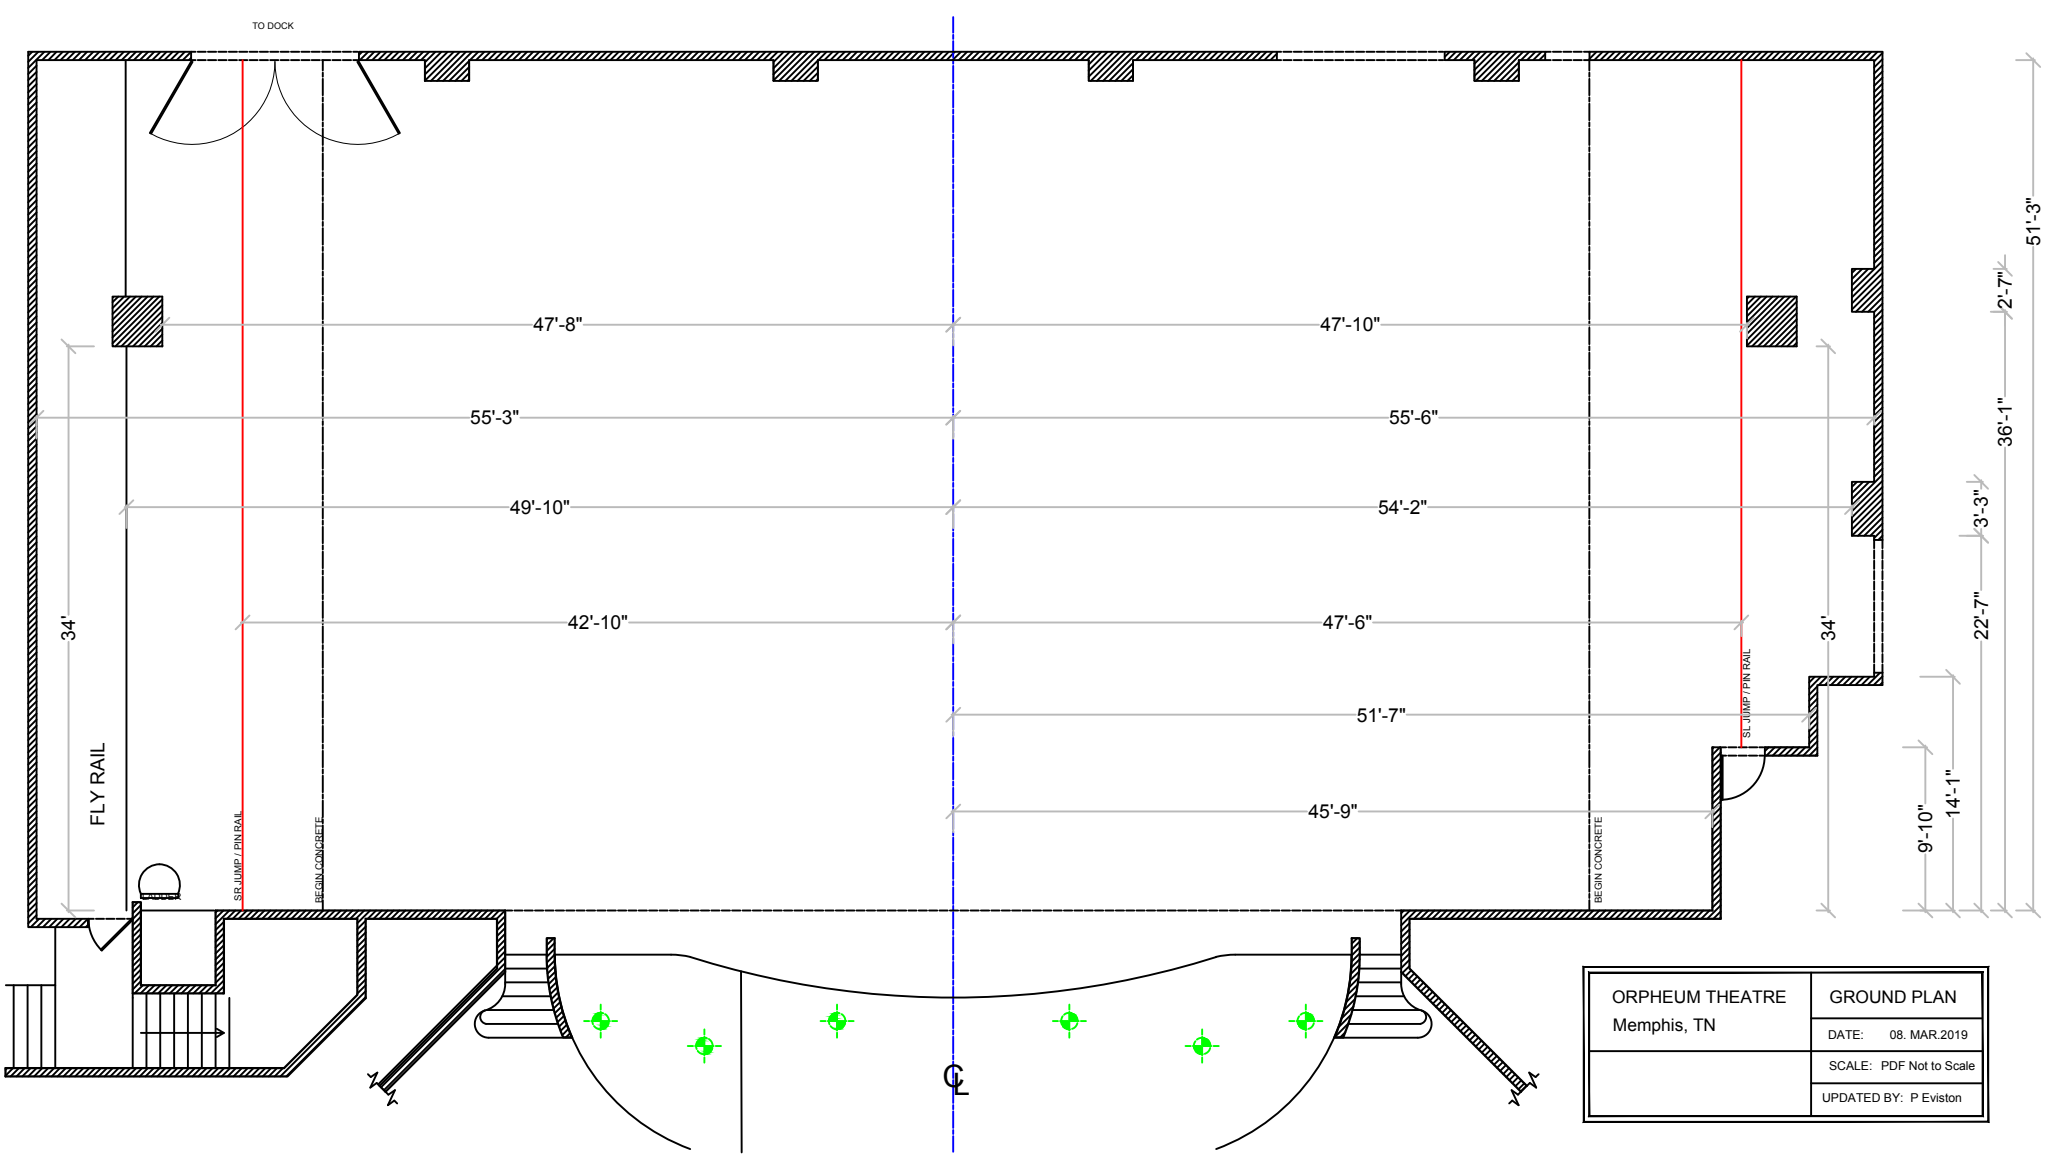 TO DOCK
51'-3"
2'-7"
47'-8"
47'-10"
55'-3"
55'-6"
36'-1"
49'-10"
54'-2"
3'-3"
42'-10"
47'-6"
34'
34'
22'-7"
SL JUMP / PIN RAIL
51'-7"
FLY RAIL
14'-1"
45'-9"
9'-10"
SR JUMP / PIN RAIL
BEGIN CONCRETE
BEGIN CONCRETE
LADDER
CL
ORPHEUM THEATRE
Memphis, TN
GROUND PLAN
DATE: 08. MAR.2019
SCALE: PDF Not to Scale
UPDATED BY: P Eviston